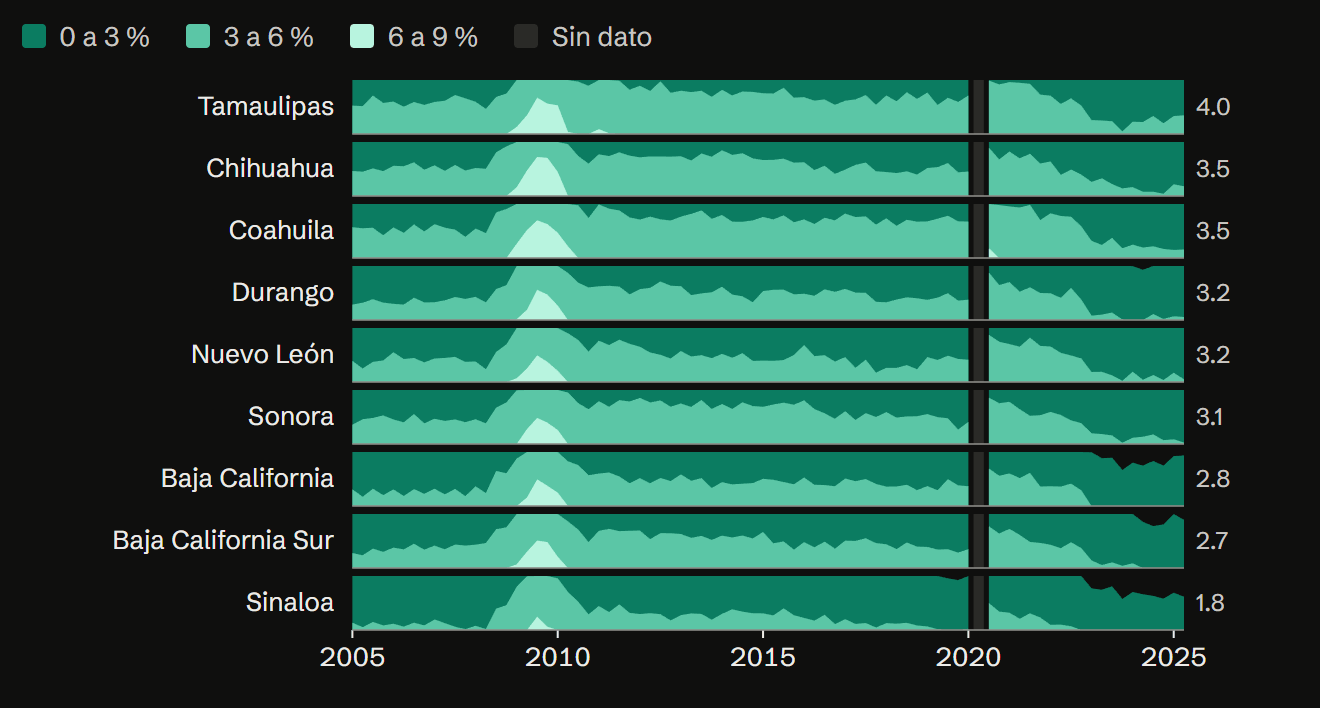 0 a 3 % 3 a 6 % 6 a 9 % Sin dato
Tamaulipas 4.0
Chihuahua 3.5
Coahuila 3.5
Durango 3.2
Nuevo León 3.2
Sonora 3.1
Baja California 2.8
Baja California Sur 2.7
Sinaloa 1.8
2005 2010 2015 2020 2025